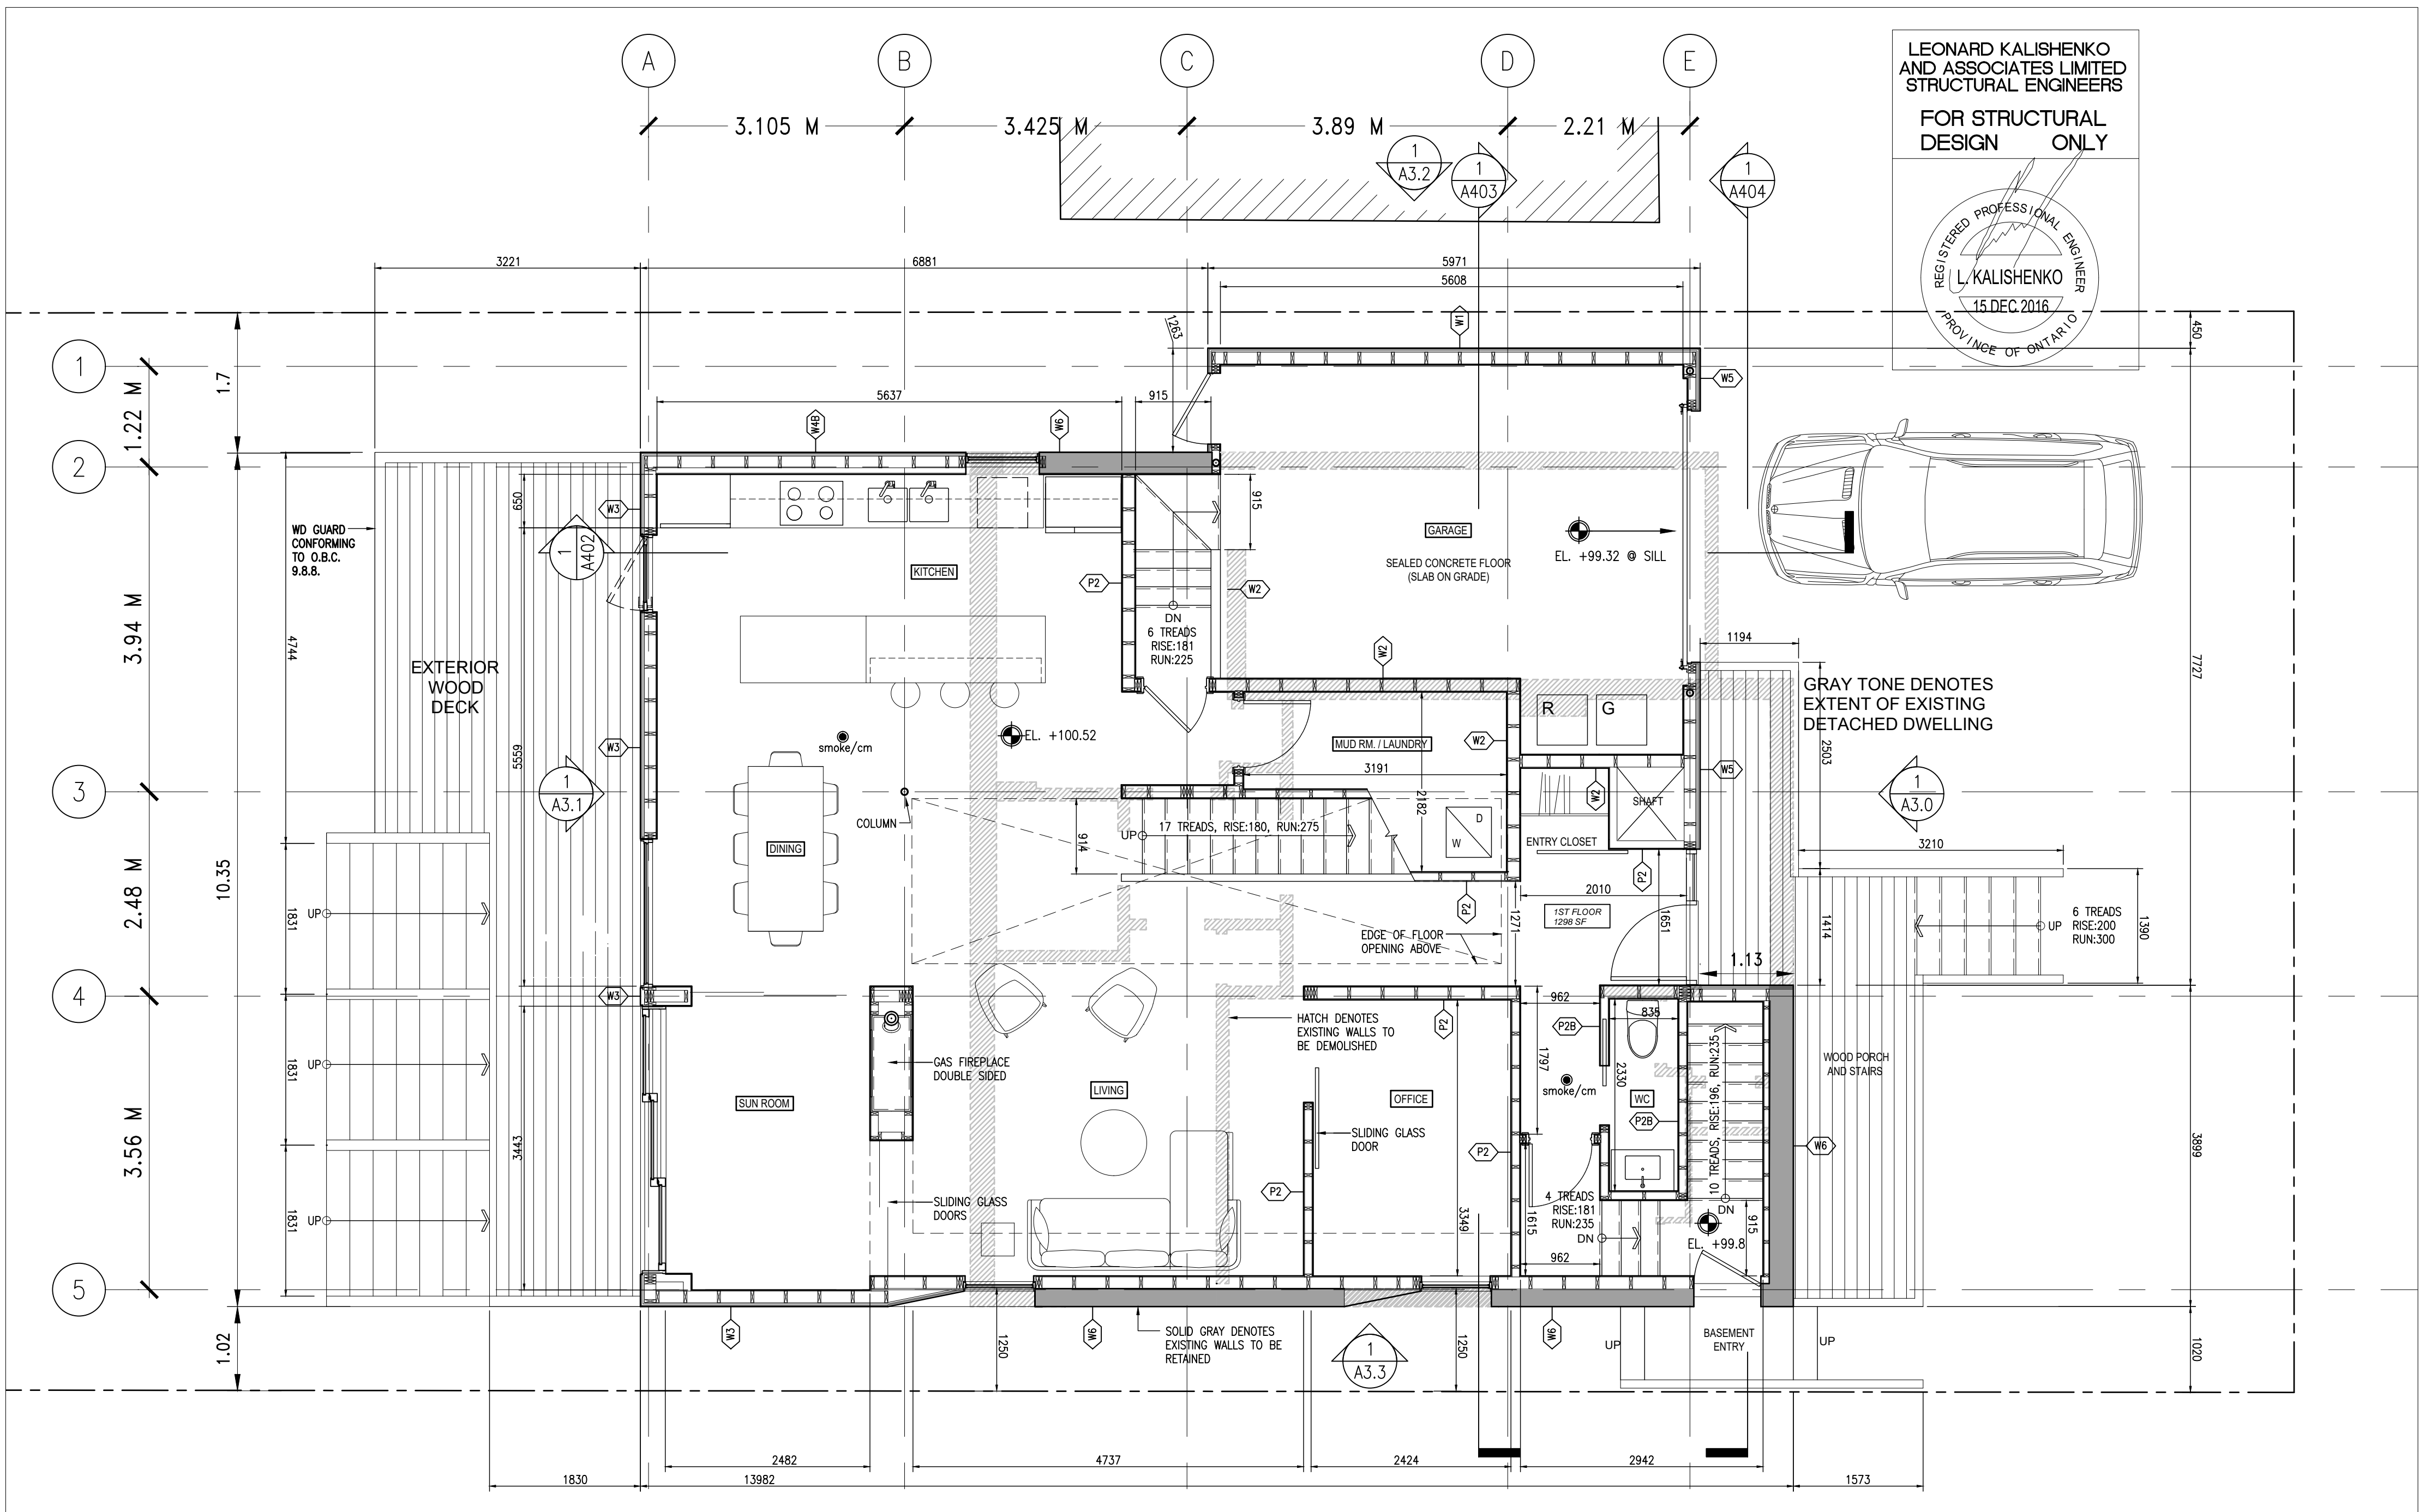 A
B
C
D
E
3.105 M
3.425 M
3.89 M
2.21 M
LEONARD KALISHENKO
AND ASSOCIATES LIMITED
STRUCTURAL ENGINEERS
FOR STRUCTURAL
DESIGN ONLY
REGISTERED PROFESSIONAL ENGINEER
L. KALISHENKO
15 DEC 2016
PROVINCE OF ONTARIO
1
A3.2
1
A403
1
A404
3221
6881
5971
5608
1263
W1
450
1
1.22 M
1.7
W5
5637
915
W4B
W6
2
650
W3
WD GUARD
CONFORMING
TO O.B.C.
9.8.8.
1
A402
KITCHEN
P2
915
W2
GARAGE
SEALED CONCRETE FLOOR
(SLAB ON GRADE)
EL. +99.32 @ SILL
DN
6 TREADS
RISE:181
RUN:225
3.94 M
4744
EXTERIOR
WOOD
DECK
W2
1194
7727
GRAY TONE DENOTES
EXTENT OF EXISTING
DETACHED DWELLING
R
G
smoke/cm
EL. +100.52
MUD RM. / LAUNDRY
W2
3191
W3
5559
2503
W5
3
1
A3.1
COLUMN
2182
W2
SHAFT
1
A3.0
UP
17 TREADS, RISE:180, RUN:275
914
D
W
ENTRY CLOSET
DINING
3210
10.35
2.48 M
P2
P2
2010
1831
UP
1271
1ST FLOOR
1298 SF
1651
1414
6 TREADS
RISE:200
RUN:300
UP
1390
EDGE OF FLOOR
OPENING ABOVE
1.13
4
W3
962
835
HATCH DENOTES
EXISTING WALLS TO
BE DEMOLISHED
P2
P2B
1797
GAS FIREPLACE
DOUBLE SIDED
1831
UP
WOOD PORCH
AND STAIRS
SUN ROOM
LIVING
OFFICE
smoke/cm
2330
WC
P2B
10 TREADS, RISE:196, RUN:235
3.56 M
3443
SLIDING GLASS
DOOR
P2
W6
3899
P2
SLIDING GLASS
DOORS
3349
1615
4 TREADS
RISE:181
RUN:235
DN
DN
915
EL. +99.8
1831
UP
962
5
1.02
W3
1250
W6
SOLID GRAY DENOTES
EXISTING WALLS TO BE
RETAINED
1
A3.3
1250
W6
UP
BASEMENT
ENTRY
UP
1020
2482
4737
2424
2942
1830
13982
1573